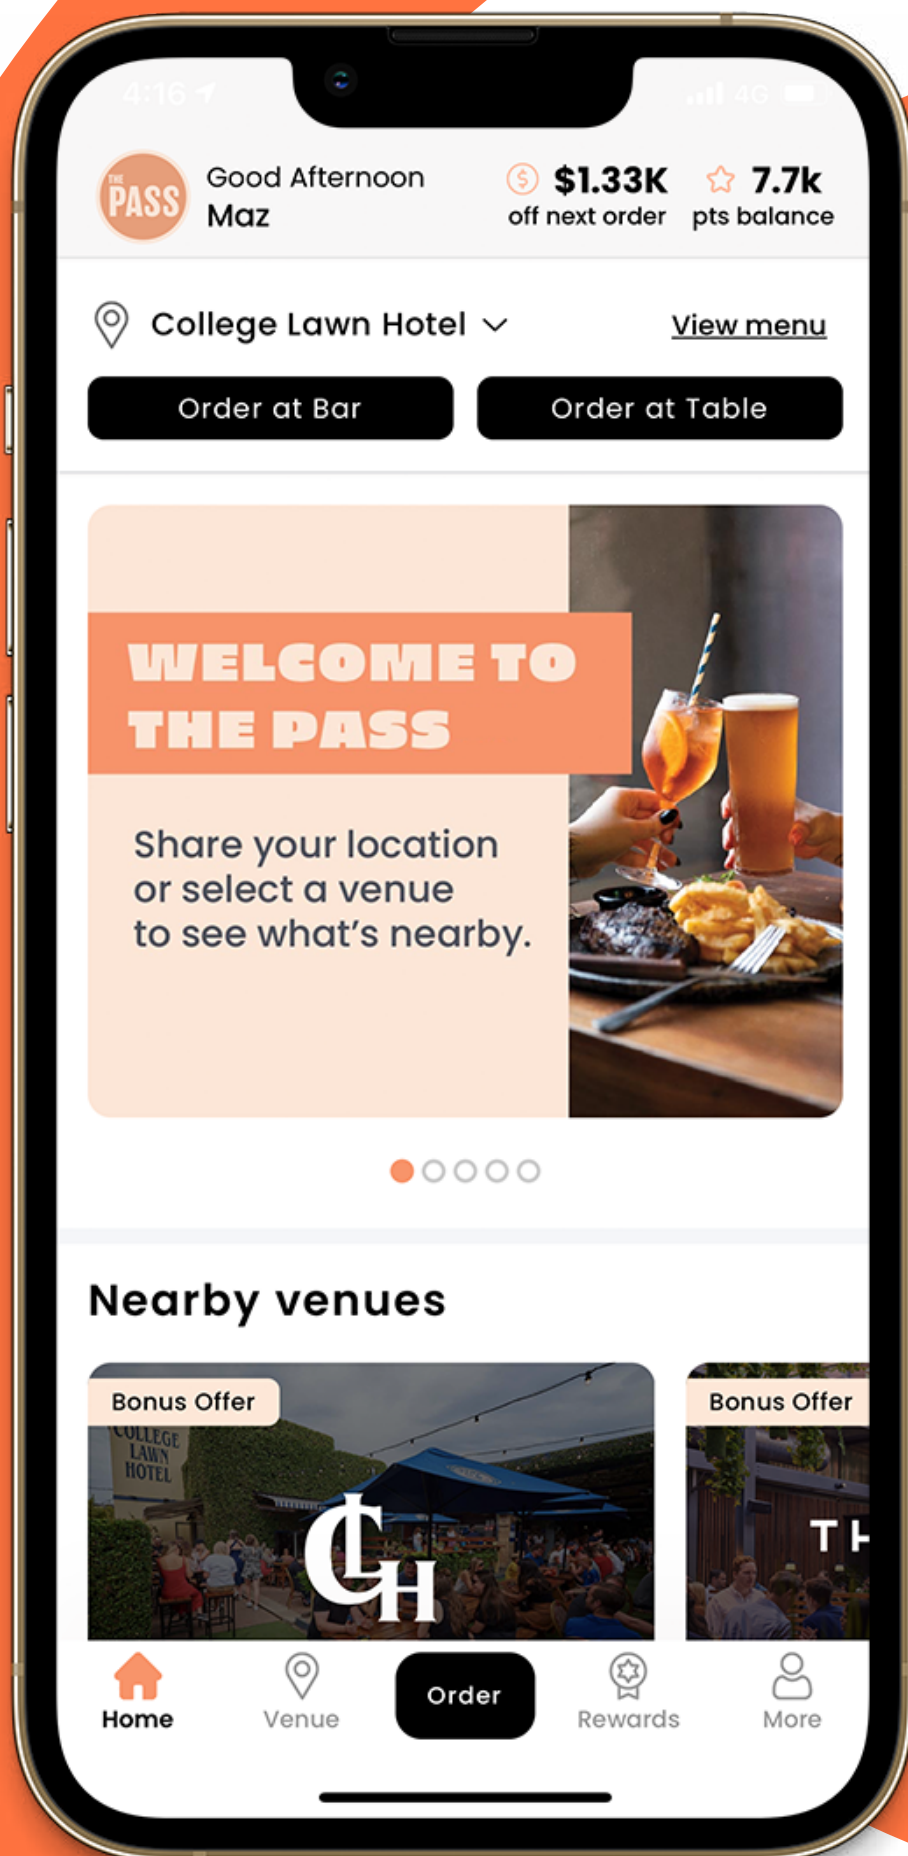 4:16
4G
THE
PASS
Good Afternoon
Maz
$1.33K
off next order
7.7k
pts balance
College Lawn Hotel
View menu
Order at Bar
Order at Table
WELCOME TO
THE PASS
Share your location
or select a venue
to see what's nearby.
Nearby venues
Bonus Offer
COLLEGE
LAWN
HOTEL
CLH
Bonus Offer
TH
Home
Venue
Order
Rewards
More